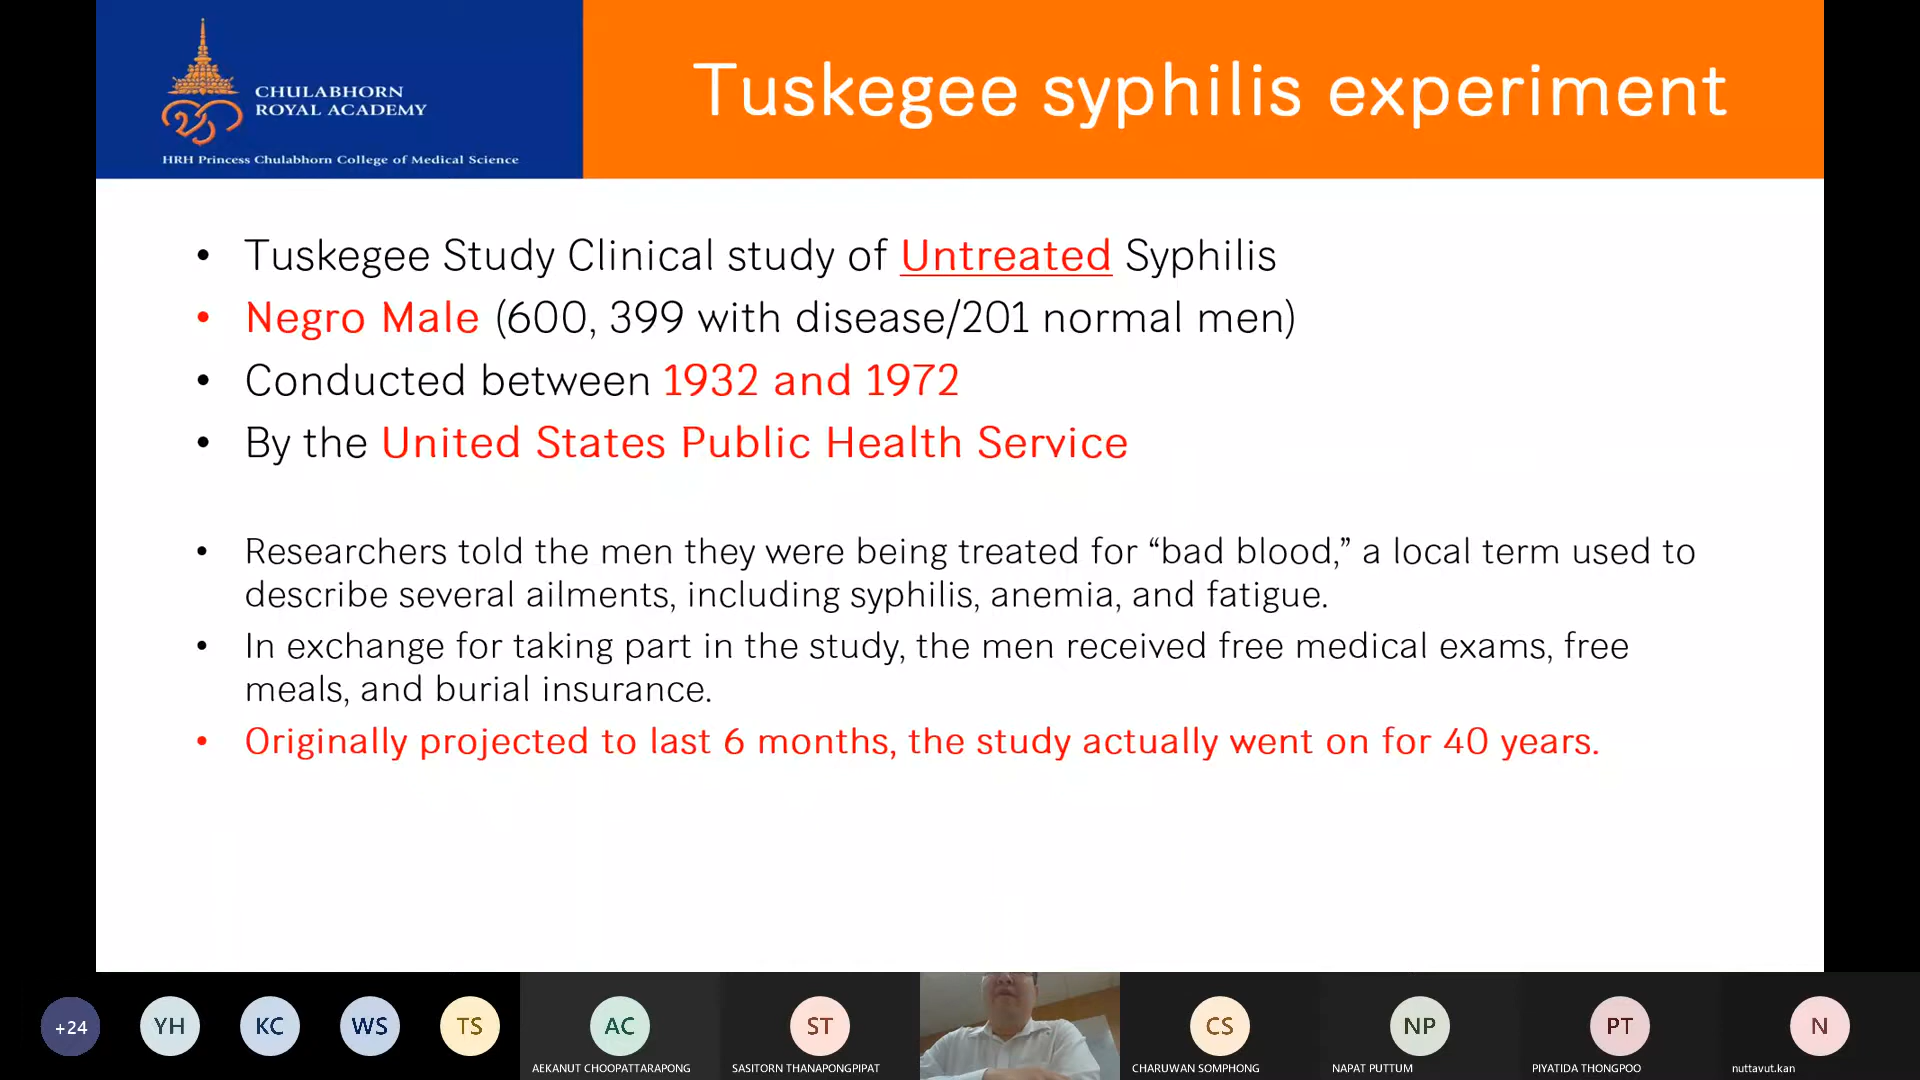 CHULABHORN
ROYAL ACADEMY
HRH Princess Chulabhorn College of Medical Science
Tuskegee syphilis experiment
• Tuskegee Study Clinical study of Untreated Syphilis
• Negro Male (600, 399 with disease/201 normal men)
• Conducted between 1932 and 1972
• By the United States Public Health Service
• Researchers told the men they were being treated for “bad blood,” a local term used to
describe several ailments, including syphilis, anemia, and fatigue.
• In exchange for taking part in the study, the men received free medical exams, free
meals, and burial insurance.
• Originally projected to last 6 months, the study actually went on for 40 years.
+24
YH
KC
WS
TS
AC
AEKANUT CHOOPATTARAPONG
ST
SASITORN THANAPONGPIPAT
CS
CHARUWAN SOMPHONG
NP
NAPAT PUTTUM
PT
PIYATIDA THONGPOO
N
nuttavut.kan